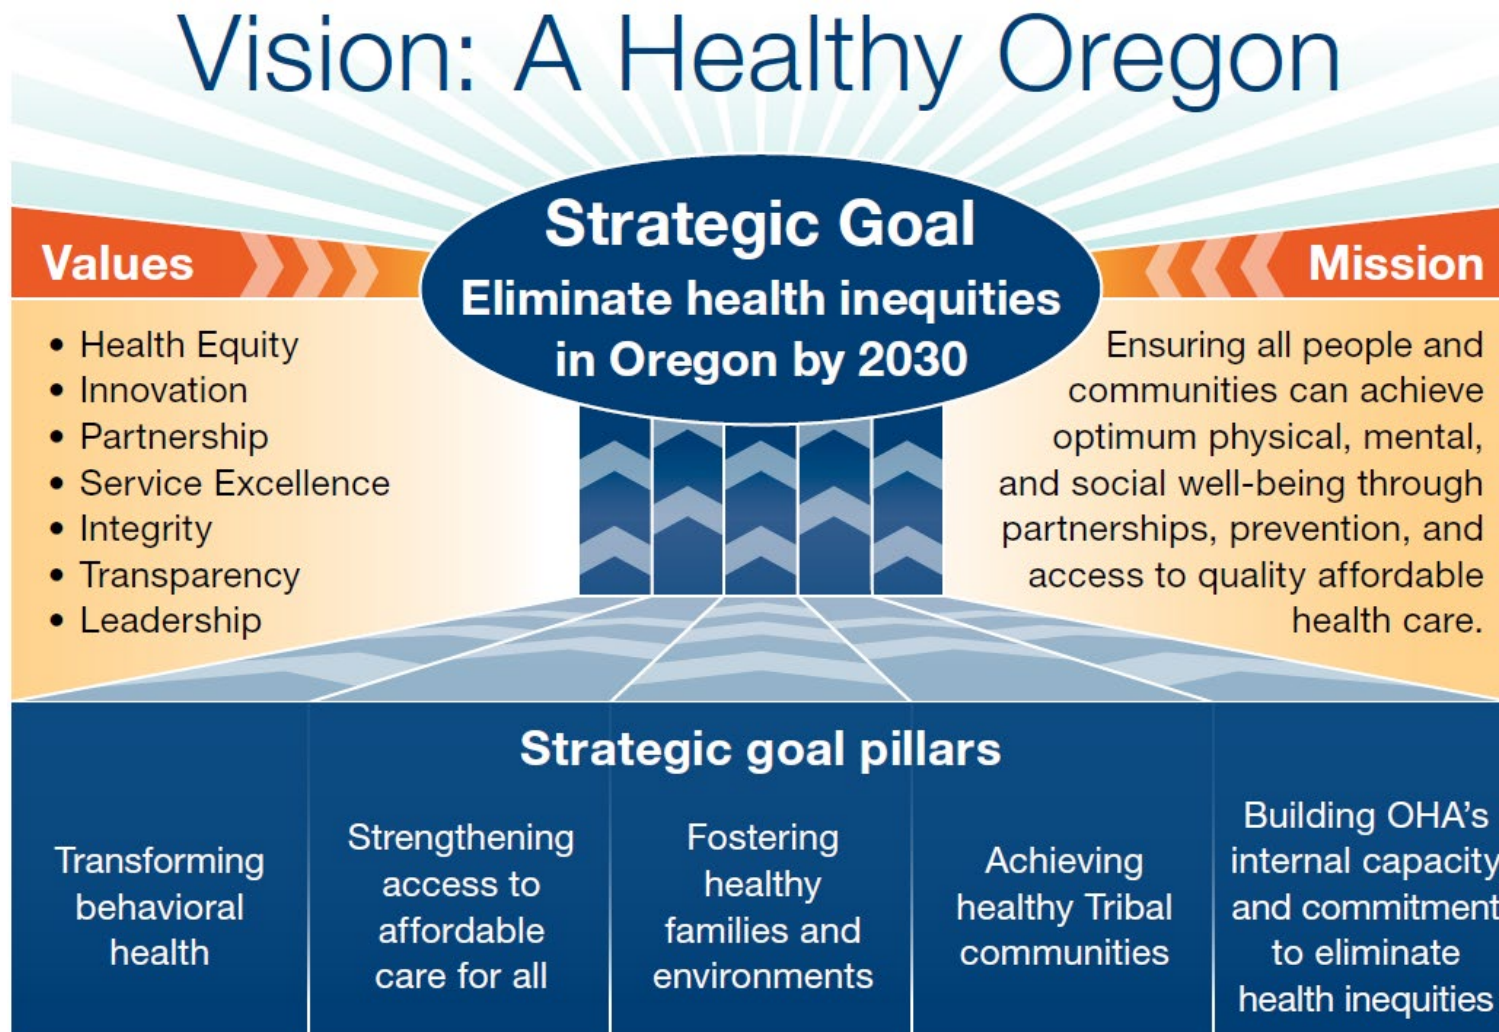 Vision: A Healthy Oregon
Strategic Goal
Eliminate health inequities
in Oregon by 2030
Values
• Health Equity
• Innovation
• Partnership
• Service Excellence
• Integrity
• Transparency
• Leadership
Mission
Ensuring all people and
communities can achieve
optimum physical, mental,
and social well-being through
partnerships, prevention, and
access to quality affordable
health care.
Strategic goal pillars
Transforming
behavioral
health
Strengthening
access to
affordable
care for all
Fostering
healthy
families and
environments
Achieving
healthy Tribal
communities
Building OHA’s
internal capacity
and commitment
to eliminate
health inequities